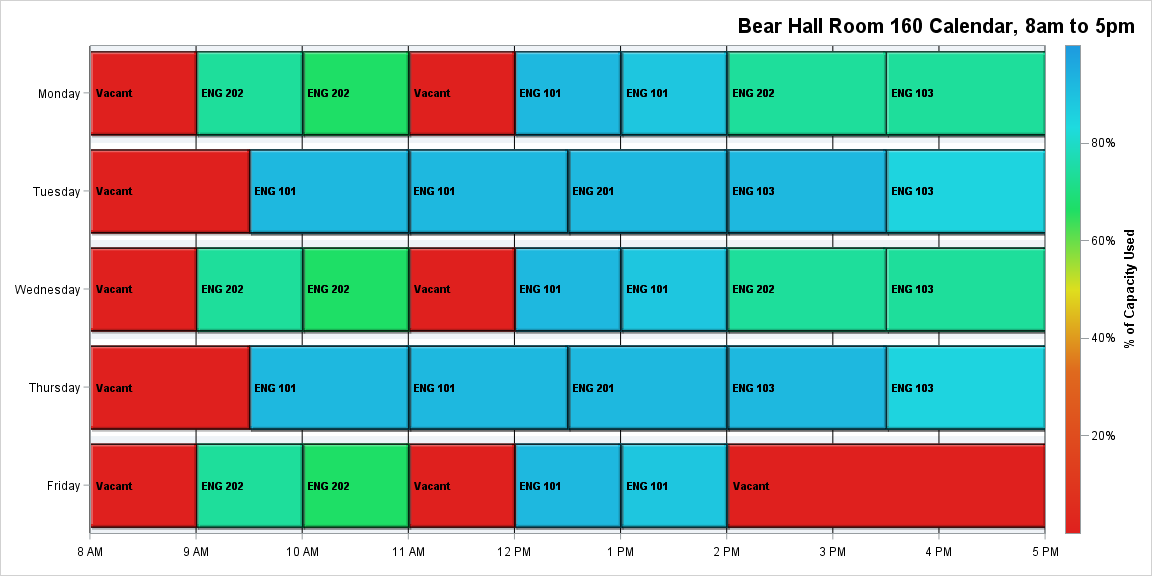 Bear Hall Room 160 Calendar, 8am to 5pm
Monday
Vacant
ENG 202
ENG 202
Vacant
ENG 101
ENG 101
ENG 202
ENG 103
Tuesday
Vacant
ENG 101
ENG 101
ENG 201
ENG 103
ENG 103
Wednesday
Vacant
ENG 202
ENG 202
Vacant
ENG 101
ENG 101
ENG 202
ENG 103
Thursday
Vacant
ENG 101
ENG 101
ENG 201
ENG 103
ENG 103
Friday
Vacant
ENG 202
ENG 202
Vacant
ENG 101
ENG 101
Vacant
8 AM
9 AM
10 AM
11 AM
12 PM
1 PM
2 PM
3 PM
4 PM
5 PM
80%
60%
40%
20%
% of Capacity Used